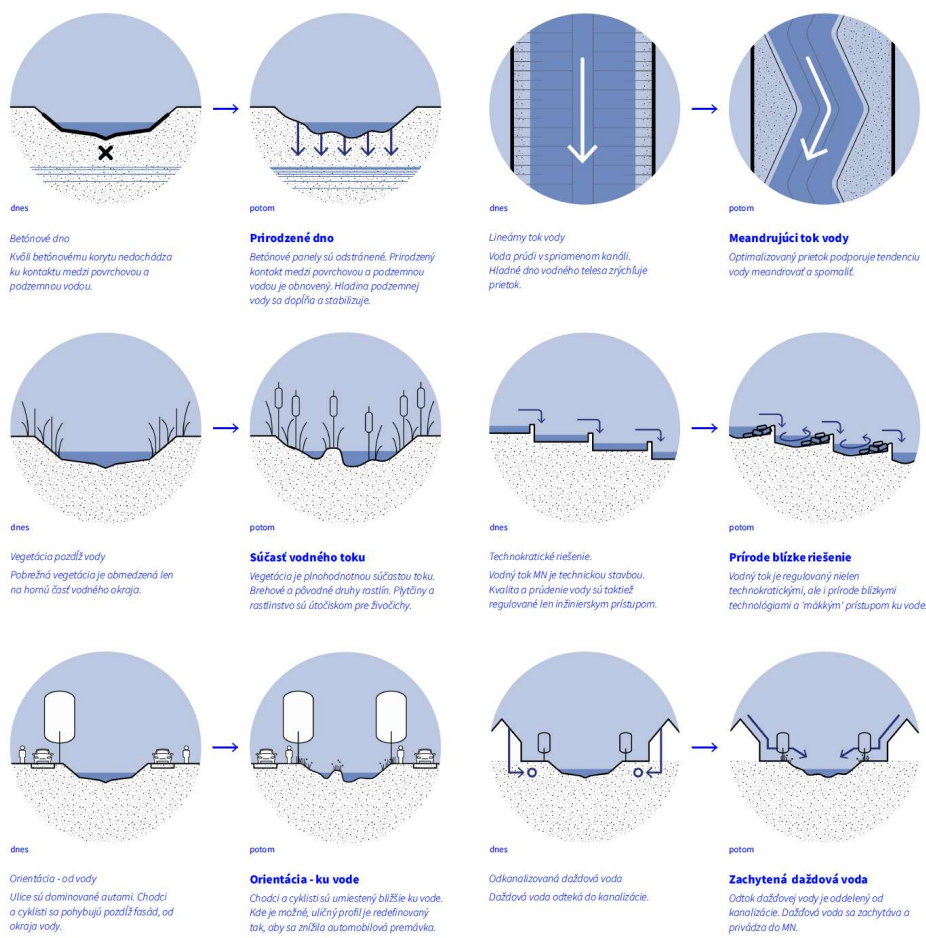 dnes
Betónové dno
Kvôli betónovému korytu nedochádza
ku kontaktu medzi povrchovou a
podzemnou vodou.
potom
Prirodzené dno
Betónové panely sú odstránené. Prirodzený
kontakt medzi povrchovou a podzemnou
vodou je obnovený. Hladina podzemnej
vody sa dopĺňa a stabilizuje.
dnes
Lineárny tok vody
Voda prúdi v spriamenom kanáli.
Hladné dno vodného telesa zrýchľuje
prietok.
potom
Meandrujúci tok vody
Optimalizovaný prietok podporuje tendenciu
vody meandrovať a spomaliť.
dnes
Vegetácia pozdĺž vody
Pobrežná vegetácia je obmedzená len
na hornú časť vodného okraja.
potom
Súčasť vodného toku
Vegetácia je plnohodnotnou súčastou toku.
Brehové a pôvodné druhy rastlín. Plytčiny a
rastlinstvo sú útočiskom pre živočíchy.
dnes
Technokratické riešenie.
Vodný tok MN je technickou stavbou.
Kvalita a prúdenie vody sú taktiež
regulované len inžinierskym prístupom.
potom
Prírode blízke riešenie
Vodný tok je regulovaný nielen
technokratickými, ale i prírode blízkymi
technológiami a 'mäkkým' prístupom ku vode.
dnes
Orientácia - od vody
Ulice sú dominované autami. Chodci
a cyklisti sa pohybujú pozdĺž fasád, od
okraja vody.
potom
Orientácia - ku vode
Chodci a cyklisti sú umiestený bližšie ku vode.
Kde je možné, uličný profil je redefinovaný
tak, aby sa znížila automobilová premávka.
dnes
Odkanalizovaná daždová voda
Daždová voda odteká do kanalizácie.
potom
Zachytená daždová voda
Odtok dažďovej vody je oddelený od
kanalizácie. Dažďová voda sa zachytáva a
privádza do MN.